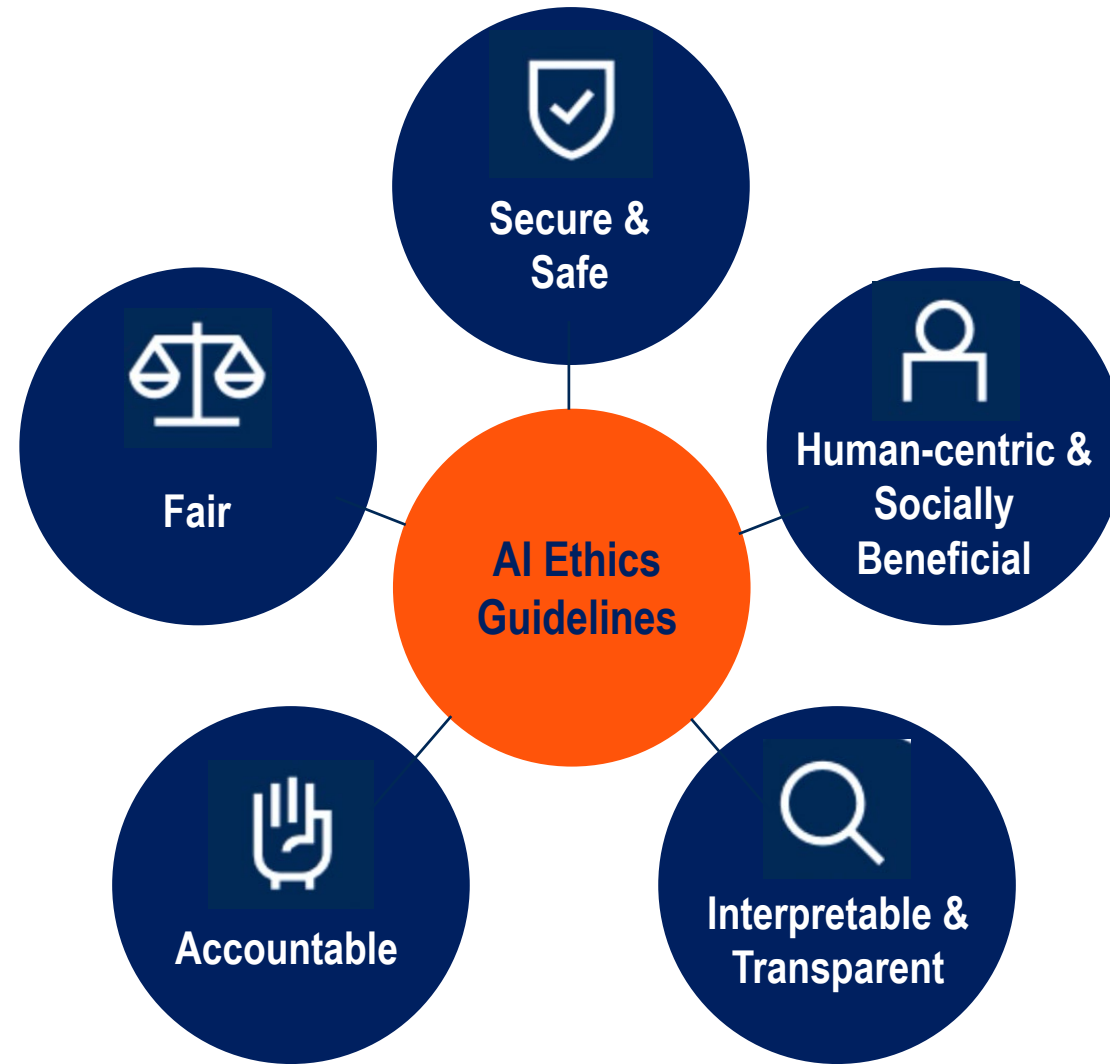 Secure &
Safe
Fair
Human-centric &
Socially
Beneficial
AI Ethics
Guidelines
Accountable
Interpretable &
Transparent